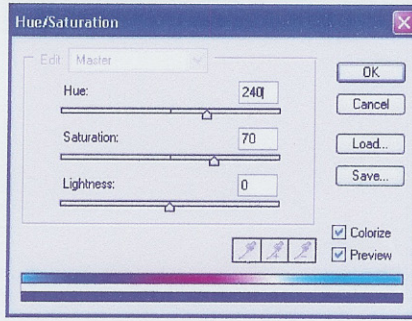 Hue/Saturation
Edit: Master
Hue: 240
Saturation: 70
Lightness: 0
OK
Cancel
Load...
Save...
Colorize
Preview